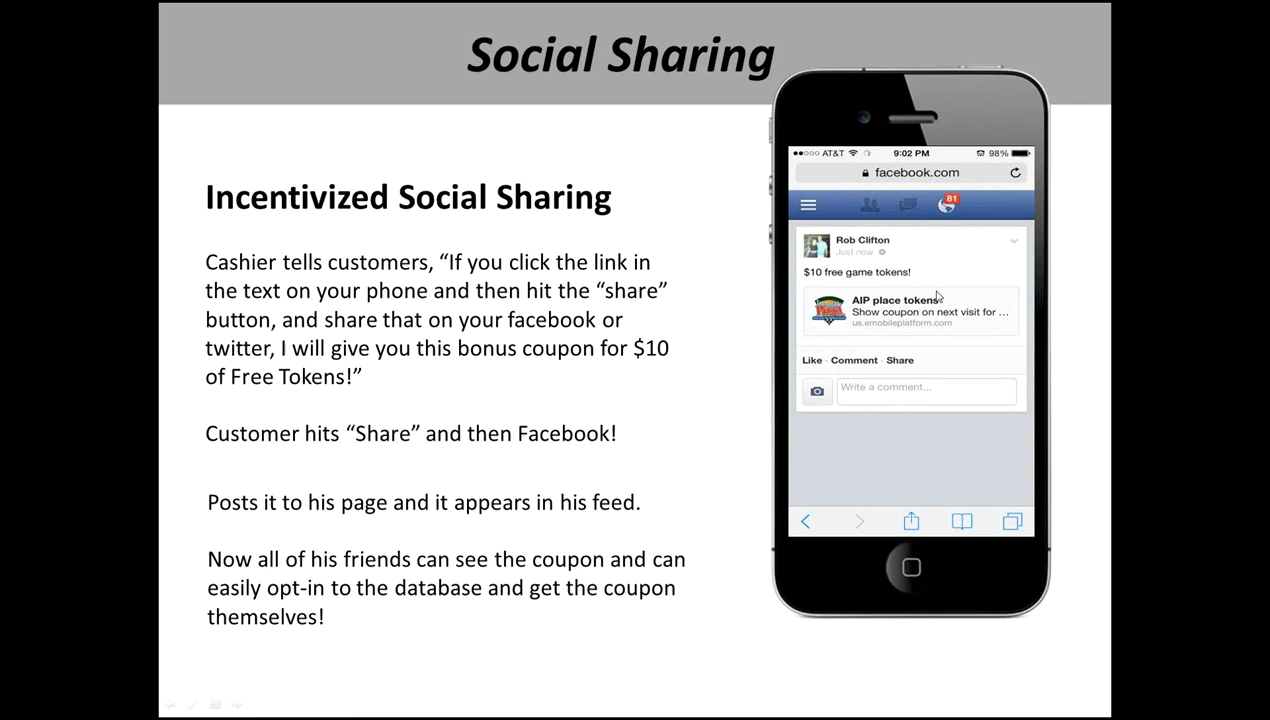 Social Sharing
Incentivized Social Sharing
Cashier tells customers, “If you click the link in
the text on your phone and then hit the “share”
button, and share that on your facebook or
twitter, I will give you this bonus coupon for $10
of Free Tokens!”
Customer hits “Share” and then Facebook!
Posts it to his page and it appears in his feed.
Now all of his friends can see the coupon and can
easily opt-in to the database and get the coupon
themselves!
AT&T 9:02 PM 98%
facebook.com
81
Rob Clifton
Just now
$10 free game tokens!
AIP place tokens
Show coupon on next visit for ...
us.emobileplatform.com
Like · Comment · Share
Write a comment...